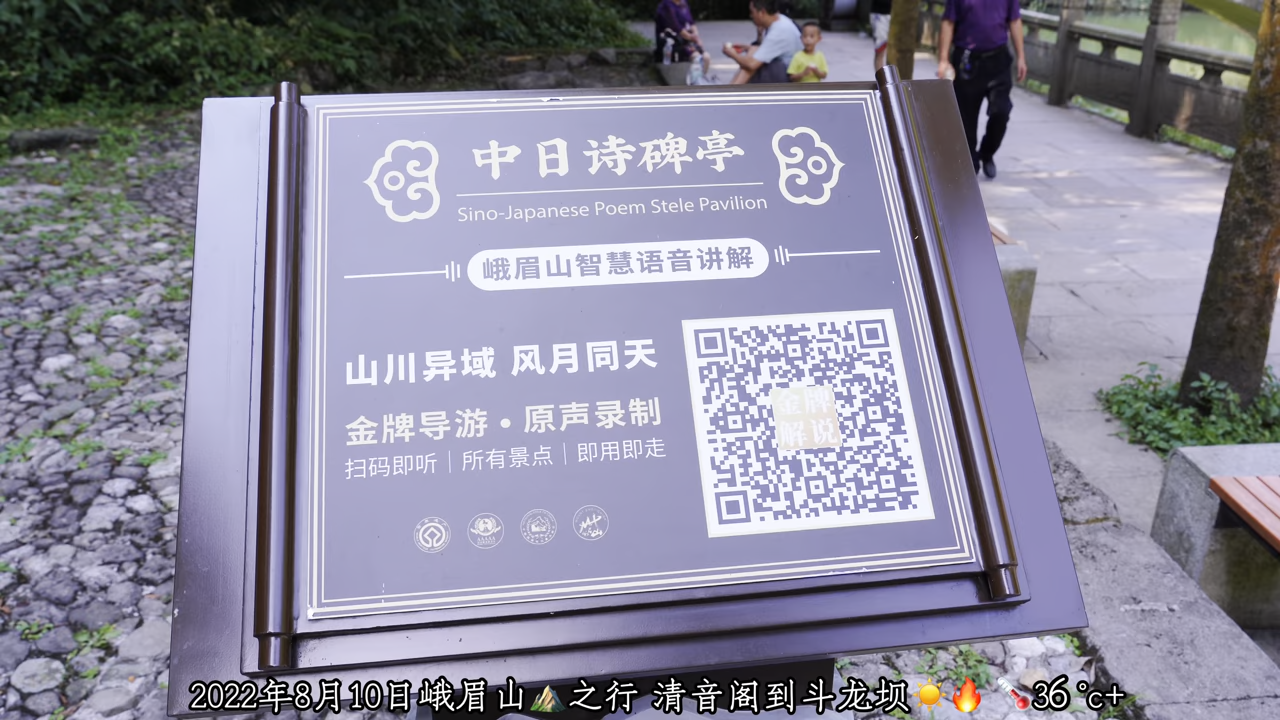 中日诗碑亭
Sino-Japanese Poem Stele Pavilion
峨眉山智慧语音讲解
山川异域 风月同天
金牌导游•原声录制
扫码即听｜所有景点｜即用即走
金牌
解说
2022年8月10日峨眉山⛰️之行 清音阁到斗龙坝☀️🔥 🌡️36℃+